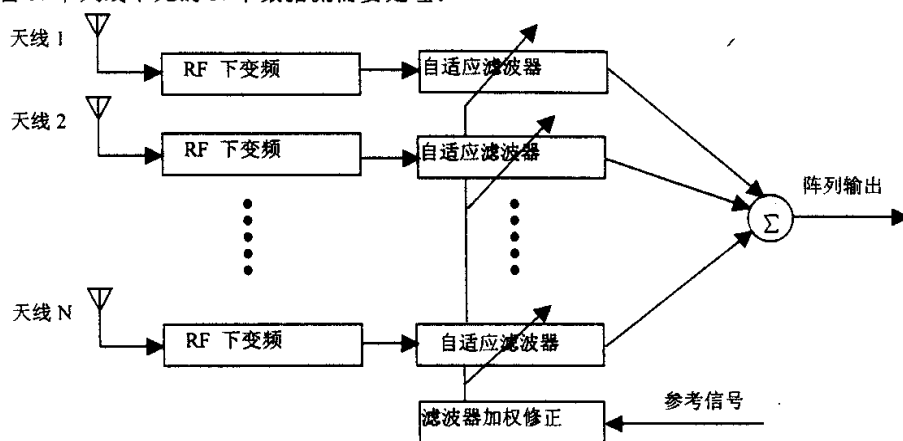 天线 1
RF 下变频
自适应滤波器
天线 2
RF 下变频
自适应滤波器
阵列输出
Σ
天线 N
RF 下变频
自适应滤波器
参考信号
滤波器加权修正